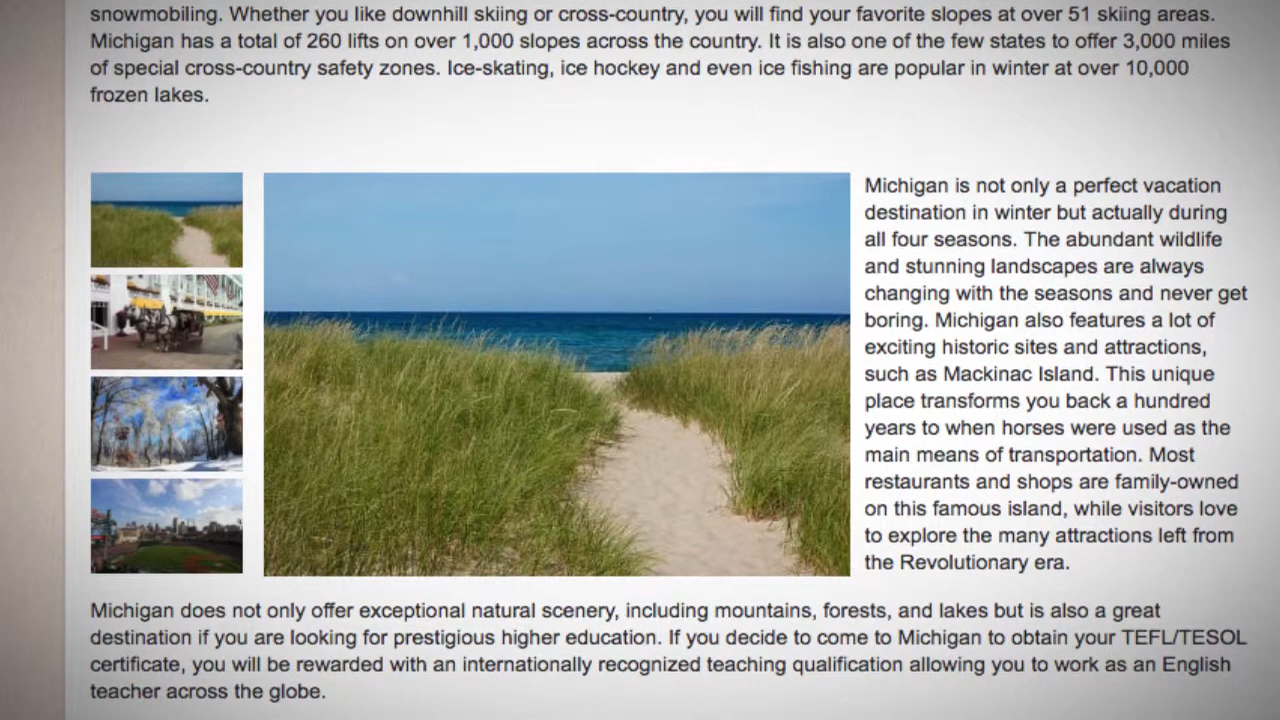 snowmobiling. Whether you like downhill skiing or cross-country, you will find your favorite slopes at over 51 skiing areas.
Michigan has a total of 260 lifts on over 1,000 slopes across the country. It is also one of the few states to offer 3,000 miles
of special cross-country safety zones. Ice-skating, ice hockey and even ice fishing are popular in winter at over 10,000
frozen lakes.
Michigan is not only a perfect vacation
destination in winter but actually during
all four seasons. The abundant wildlife
and stunning landscapes are always
changing with the seasons and never get
boring. Michigan also features a lot of
exciting historic sites and attractions,
such as Mackinac Island. This unique
place transforms you back a hundred
years to when horses were used as the
main means of transportation. Most
restaurants and shops are family-owned
on this famous island, while visitors love
to explore the many attractions left from
the Revolutionary era.
Michigan does not only offer exceptional natural scenery, including mountains, forests, and lakes but is also a great
destination if you are looking for prestigious higher education. If you decide to come to Michigan to obtain your TEFL/TESOL
certificate, you will be rewarded with an internationally recognized teaching qualification allowing you to work as an English
teacher across the globe.